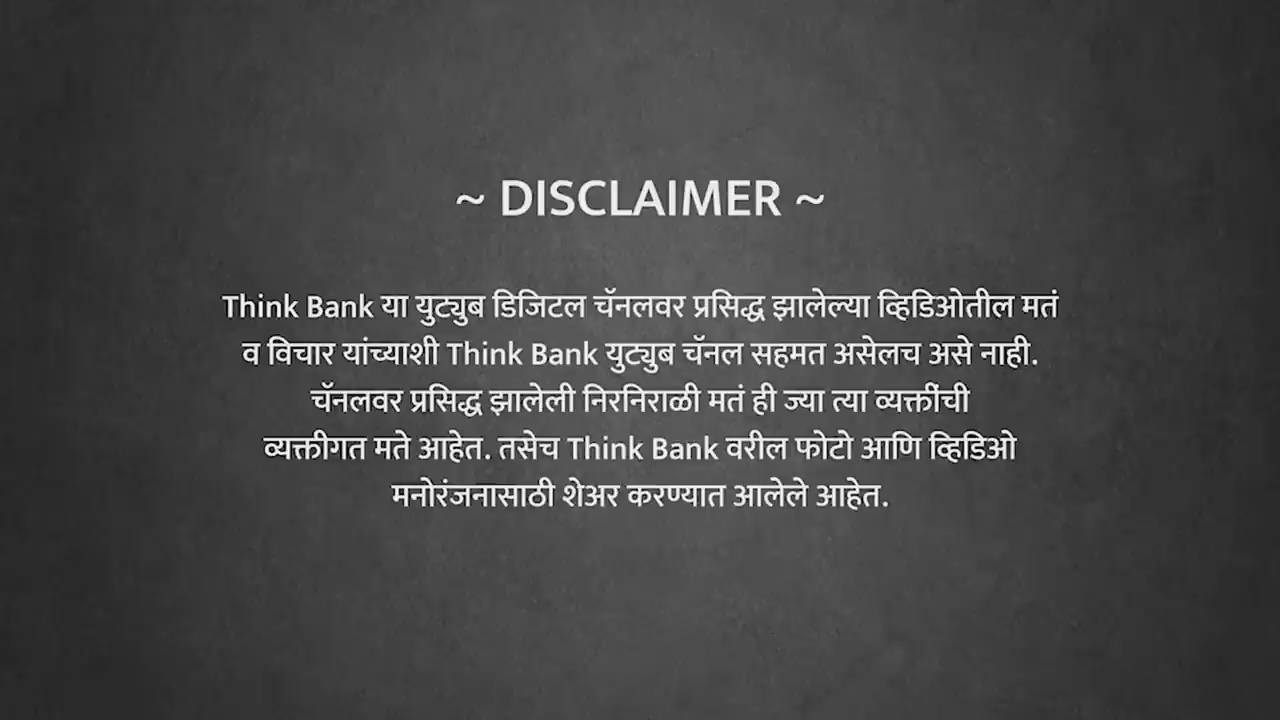 ~ DISCLAIMER ~
Think Bank या युट्युब डिजिटल चॅनलवर प्रसिद्ध झालेल्या व्हिडिओतील मतं
व विचार यांच्याशी Think Bank युट्युब चॅनल सहमत असेलच असे नाही.
चॅनलवर प्रसिद्ध झालेली निरनिराळी मतं ही ज्या त्या व्यक्तींची
व्यक्तीगत मते आहेत. तसेच Think Bank वरील फोटो आणि व्हिडिओ
मनोरंजनासाठी शेअर करण्यात आलेले आहेत.